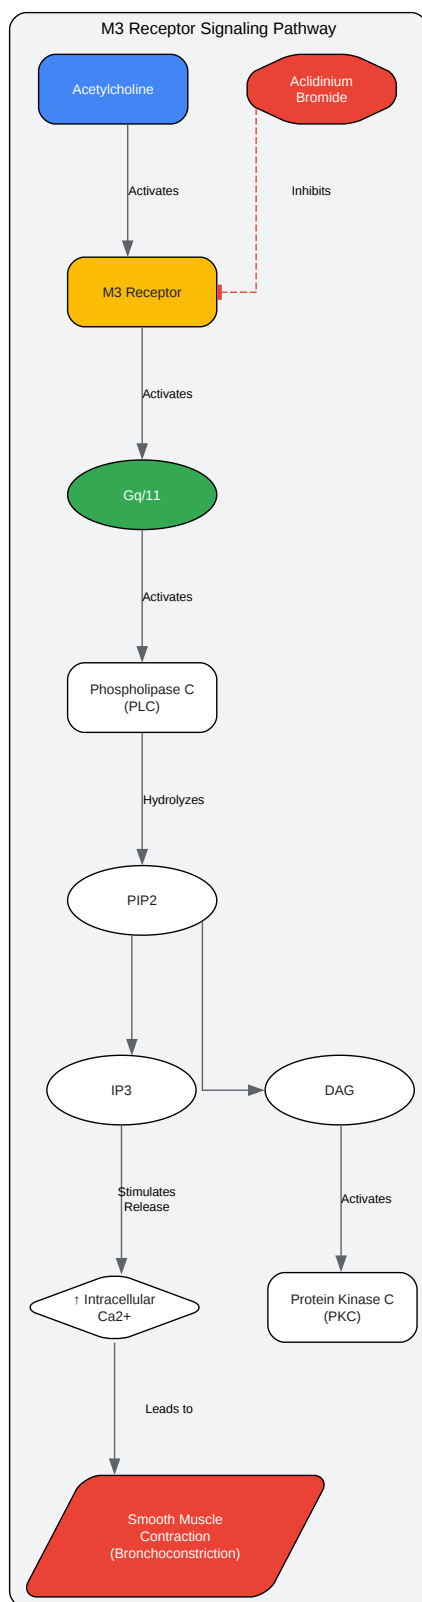 M3 Receptor Signaling Pathway
Acetylcholine
Aclidinium
Bromide
Activates
Inhibits
M3 Receptor
Activates
Gq/11
Activates
Phospholipase C
(PLC)
Hydrolyzes
PIP2
IP3
DAG
Stimulates
Release
Activates
↑ Intracellular
Ca2+
Protein Kinase C
(PKC)
Leads to
Smooth Muscle
Contraction
(Bronchoconstriction)